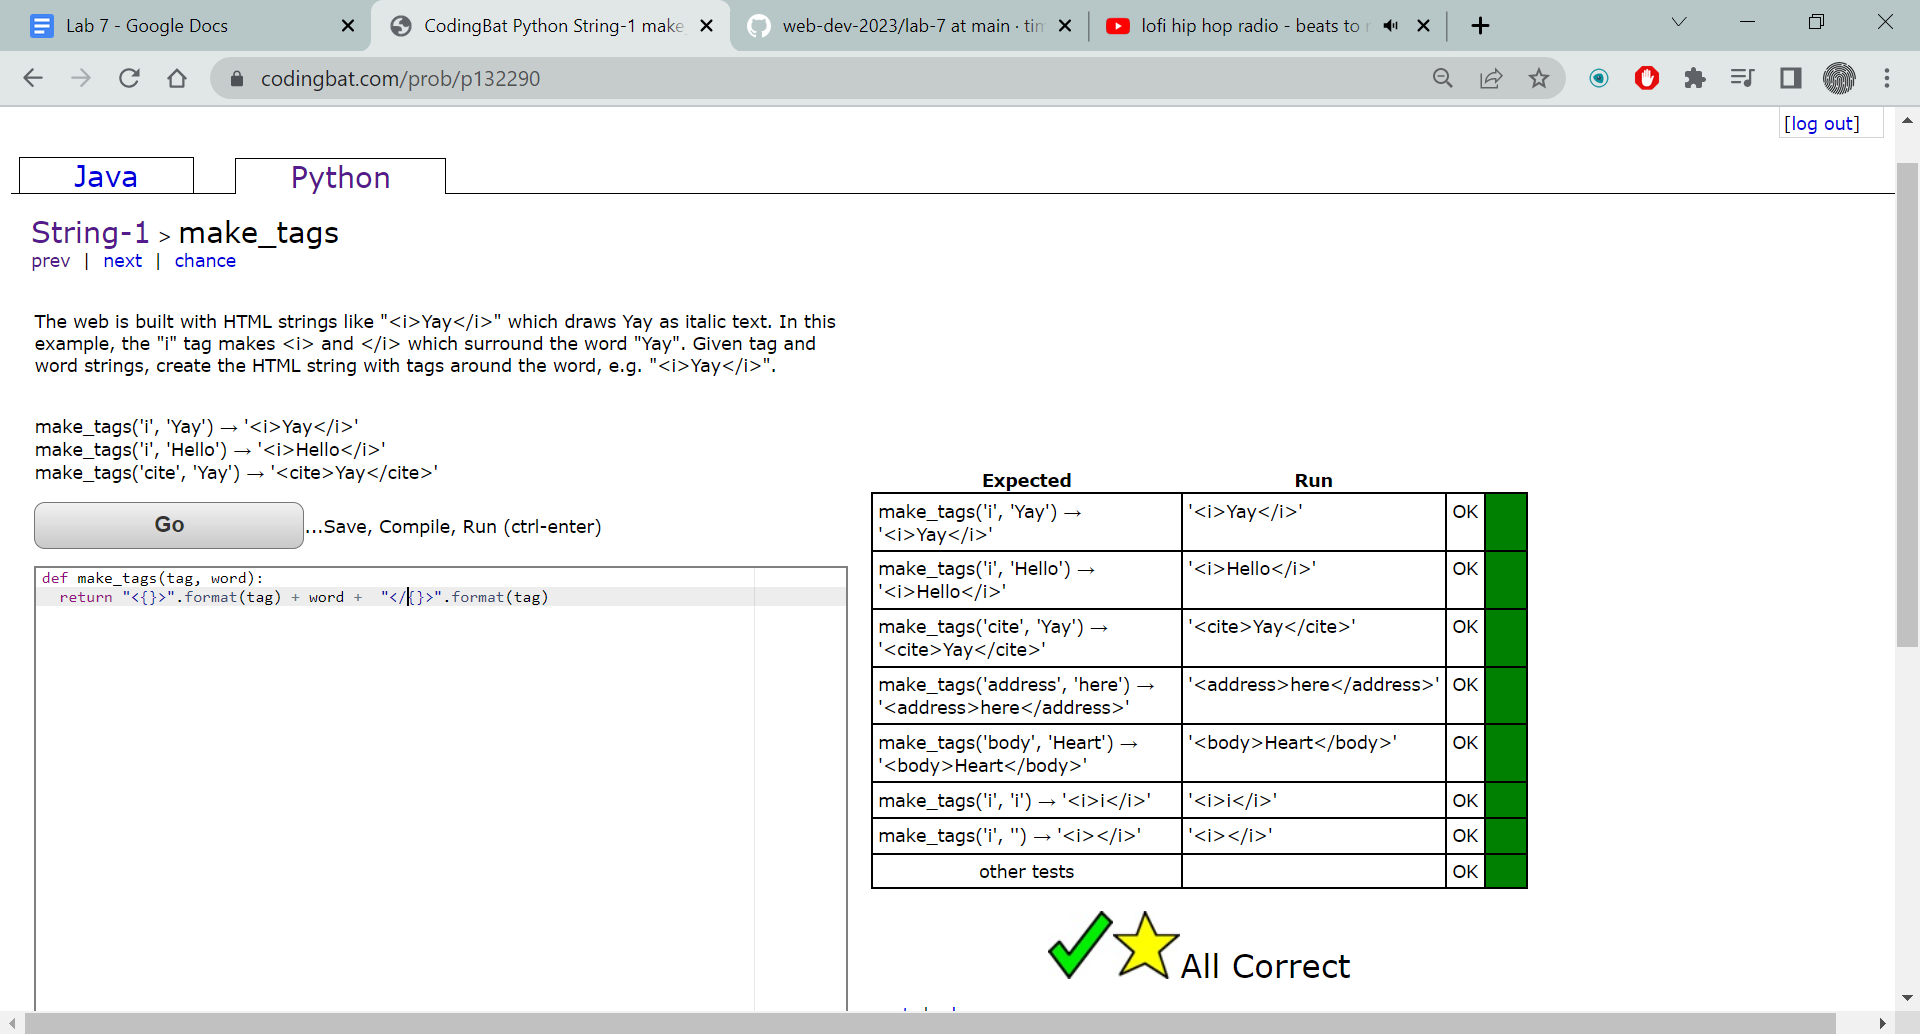 Lab 7 - Google Docs
CodingBat Python String-1 make
web-dev-2023/lab-7 at main · tim
lofi hip hop radio - beats to r
codingbat.com/prob/p132290
[log out]
Java
Python
String-1 > make_tags
prev | next | chance
The web is built with HTML strings like "<i>Yay</i>" which draws Yay as italic text. In this
example, the "i" tag makes <i> and </i> which surround the word "Yay". Given tag and
word strings, create the HTML string with tags around the word, e.g. "<i>Yay</i>".
make_tags('i', 'Yay') → '<i>Yay</i>'
make_tags('i', 'Hello') → '<i>Hello</i>'
make_tags('cite', 'Yay') → '<cite>Yay</cite>'
Go
...Save, Compile, Run (ctrl-enter)
def make_tags(tag, word):
  return "<{}>".format(tag) + word +  "</{}>".format(tag)
Expected Run
make_tags('i', 'Yay') → '<i>Yay</i>' OK
'<i>Yay</i>'
make_tags('i', 'Hello') → '<i>Hello</i>' OK
'<i>Hello</i>'
make_tags('cite', 'Yay') → '<cite>Yay</cite>' OK
'<cite>Yay</cite>'
make_tags('address', 'here') → '<address>here</address>' OK
'<address>here</address>'
make_tags('body', 'Heart') → '<body>Heart</body>' OK
'<body>Heart</body>'
make_tags('i', 'i') → '<i>i</i>' '<i>i</i>' OK
make_tags('i', '') → '<i></i>' '<i></i>' OK
other tests OK
All Correct